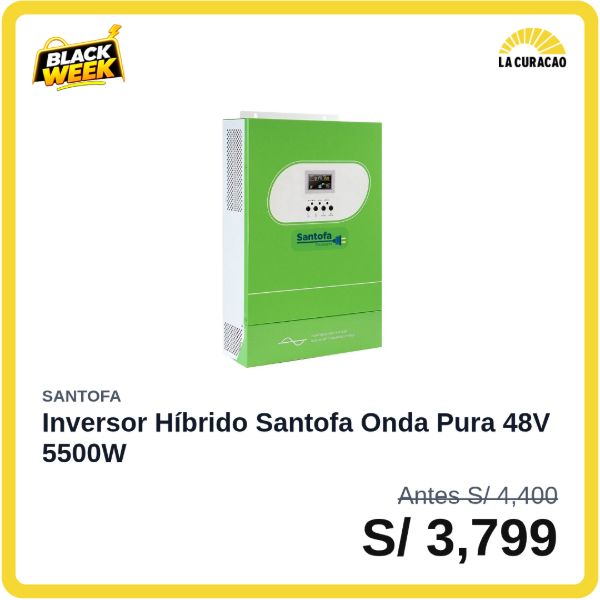 BLACK
WEEK
LA CURACAO
Santofa
SANTOFA
Inversor Híbrido Santofa Onda Pura 48V
5500W
Antes S/ 4,400
S/ 3,799